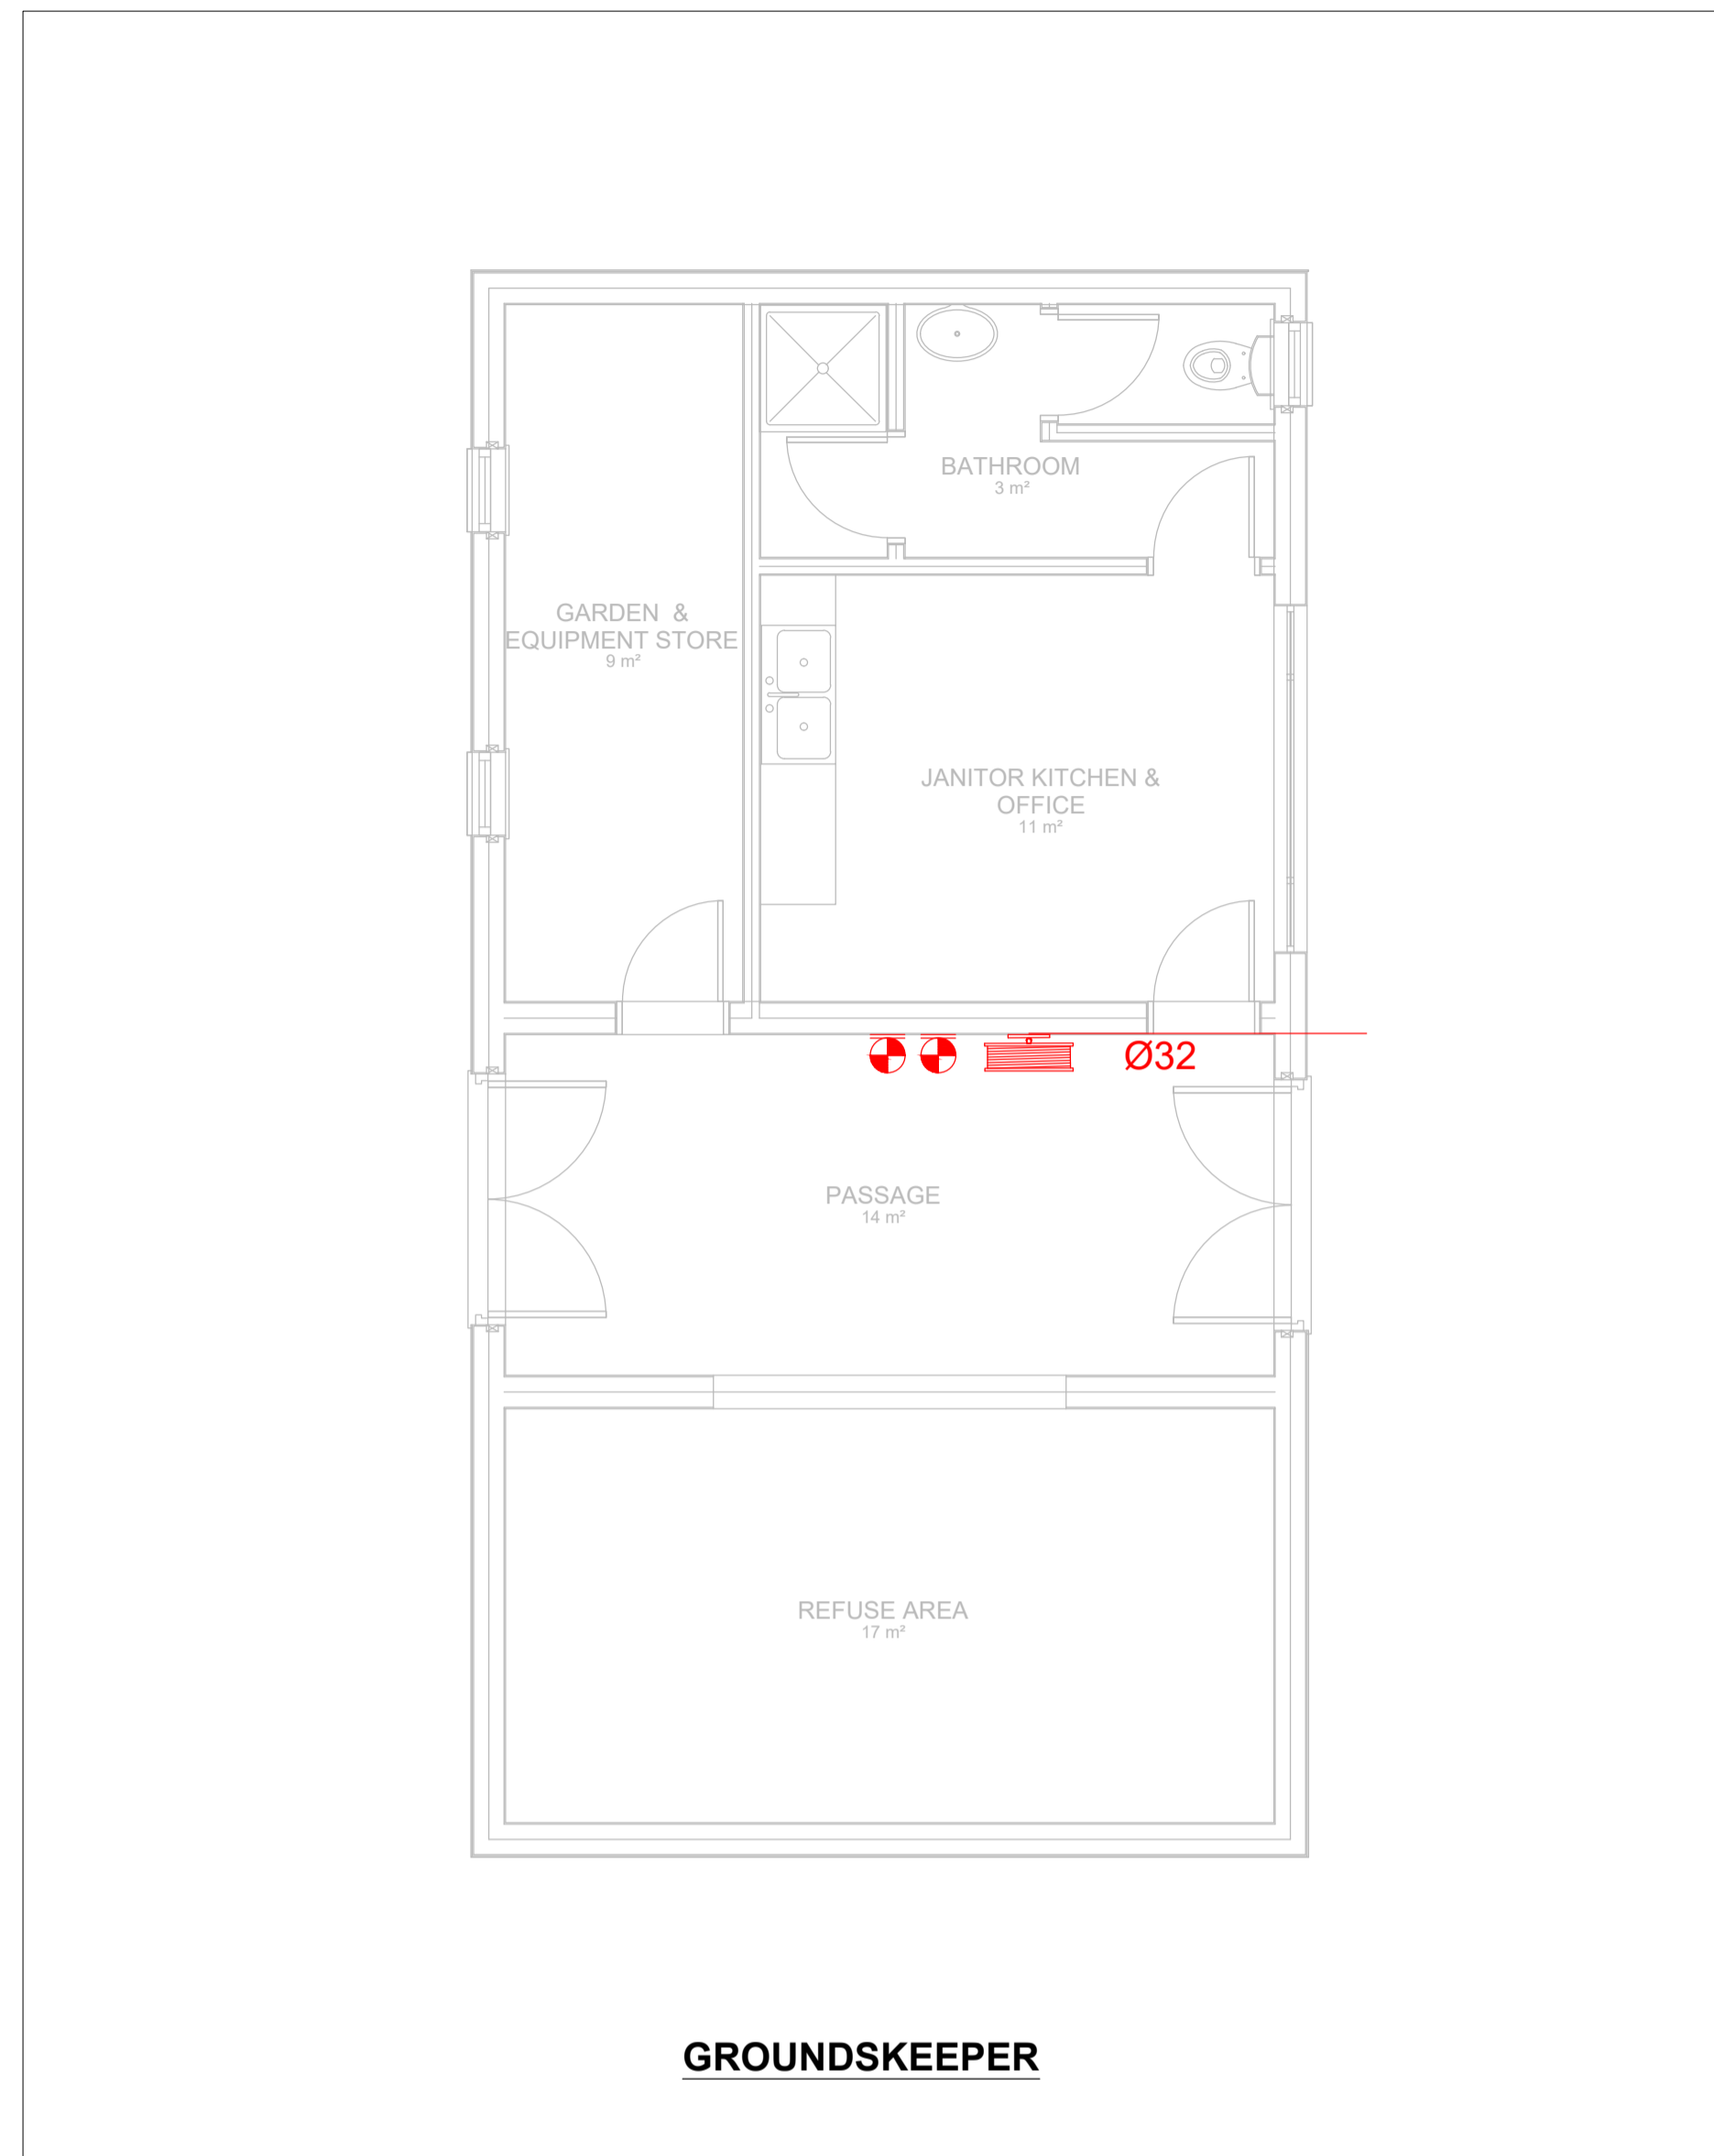 BATHROOM
3 m²
GARDEN &
EQUIPMENT STORE
9 m²
JANITOR KITCHEN &
OFFICE
11 m²
Ø32
PASSAGE
14 m²
REFUSE AREA
17 m²
GROUNDSKEEPER